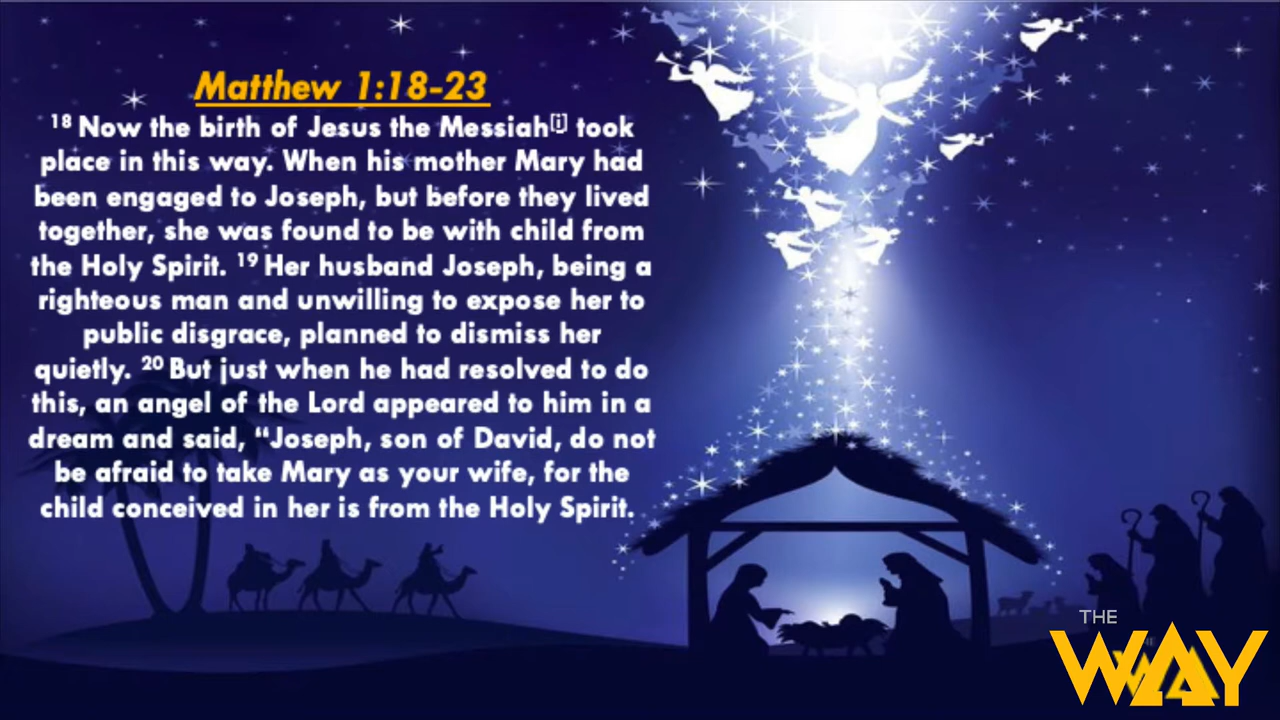 Matthew 1:18-23
18 Now the birth of Jesus the Messiah[i] took
place in this way. When his mother Mary had
been engaged to Joseph, but before they lived
together, she was found to be with child from
the Holy Spirit. 19 Her husband Joseph, being a
righteous man and unwilling to expose her to
public disgrace, planned to dismiss her
quietly. 20 But just when he had resolved to do
this, an angel of the Lord appeared to him in a
dream and said, “Joseph, son of David, do not
be afraid to take Mary as your wife, for the
child conceived in her is from the Holy Spirit.
THE
WAY